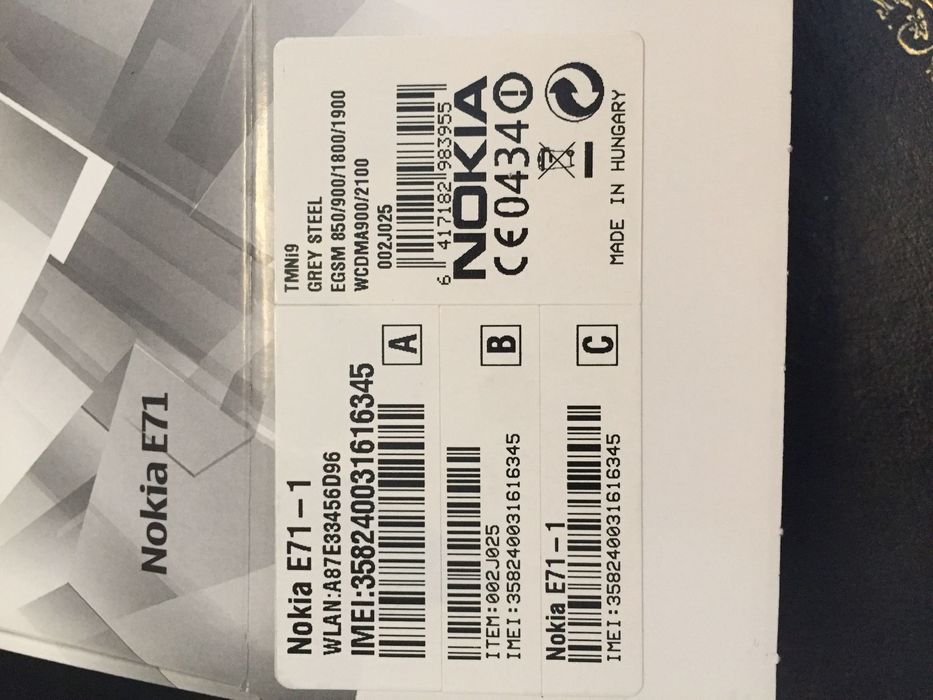 Nokia E71
Nokia E71-1
WLAN:A87E33456D96
IMEI:358240031616345
A
ITEM:002J025
IMEI:358240031616345
B
Nokia E71-1
IMEI:358240031616345
C
TMNi9
GREY STEEL
EGSM 850/900/1800/1900
WCDMA900/2100
002J025
6 417182 983955
NOKIA
CE0434
MADE IN HUNGARY